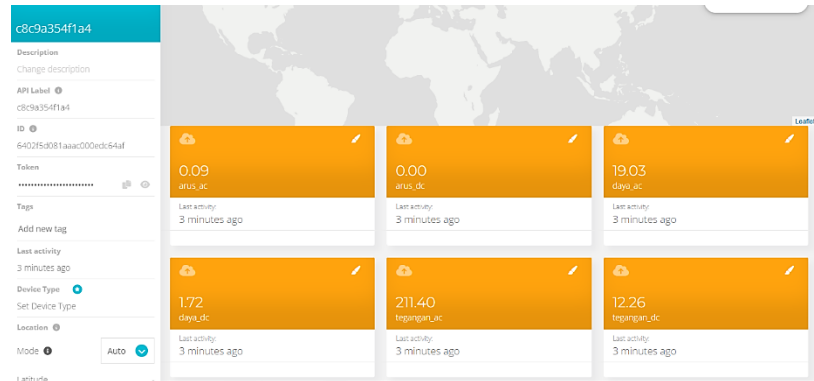 c8c9a354f1a4
Description
Change description
API Label
c8c9a354f1a4
ID
6402f5d081aaac000edc64af
Token
Tags
Add new tag
Last activity
3 minutes ago
Device Type
Set Device Type
Location
Mode
Auto
Latitude
Leafle
0.09
arus_ac
Last activity:
3 minutes ago
0.00
arus_dc
Last activity:
3 minutes ago
19.03
daya_ac
Last activity:
3 minutes ago
1.72
daya_dc
Last activity:
3 minutes ago
211.40
tegangan_ac
Last activity:
3 minutes ago
12.26
tegangan_dc
Last activity:
3 minutes ago